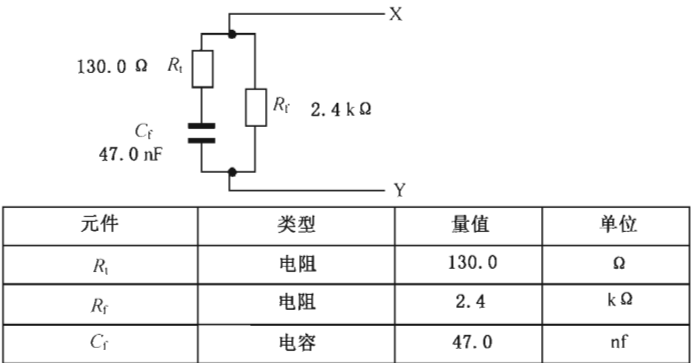 X
130.0 Ω Rt
Rf 2.4 kΩ
Cf
47.0 nF
Y
元件 类型 量值 单位
Rt 电阻 130.0 Ω
Rf 电阻 2.4 kΩ
Cf 电容 47.0 nf